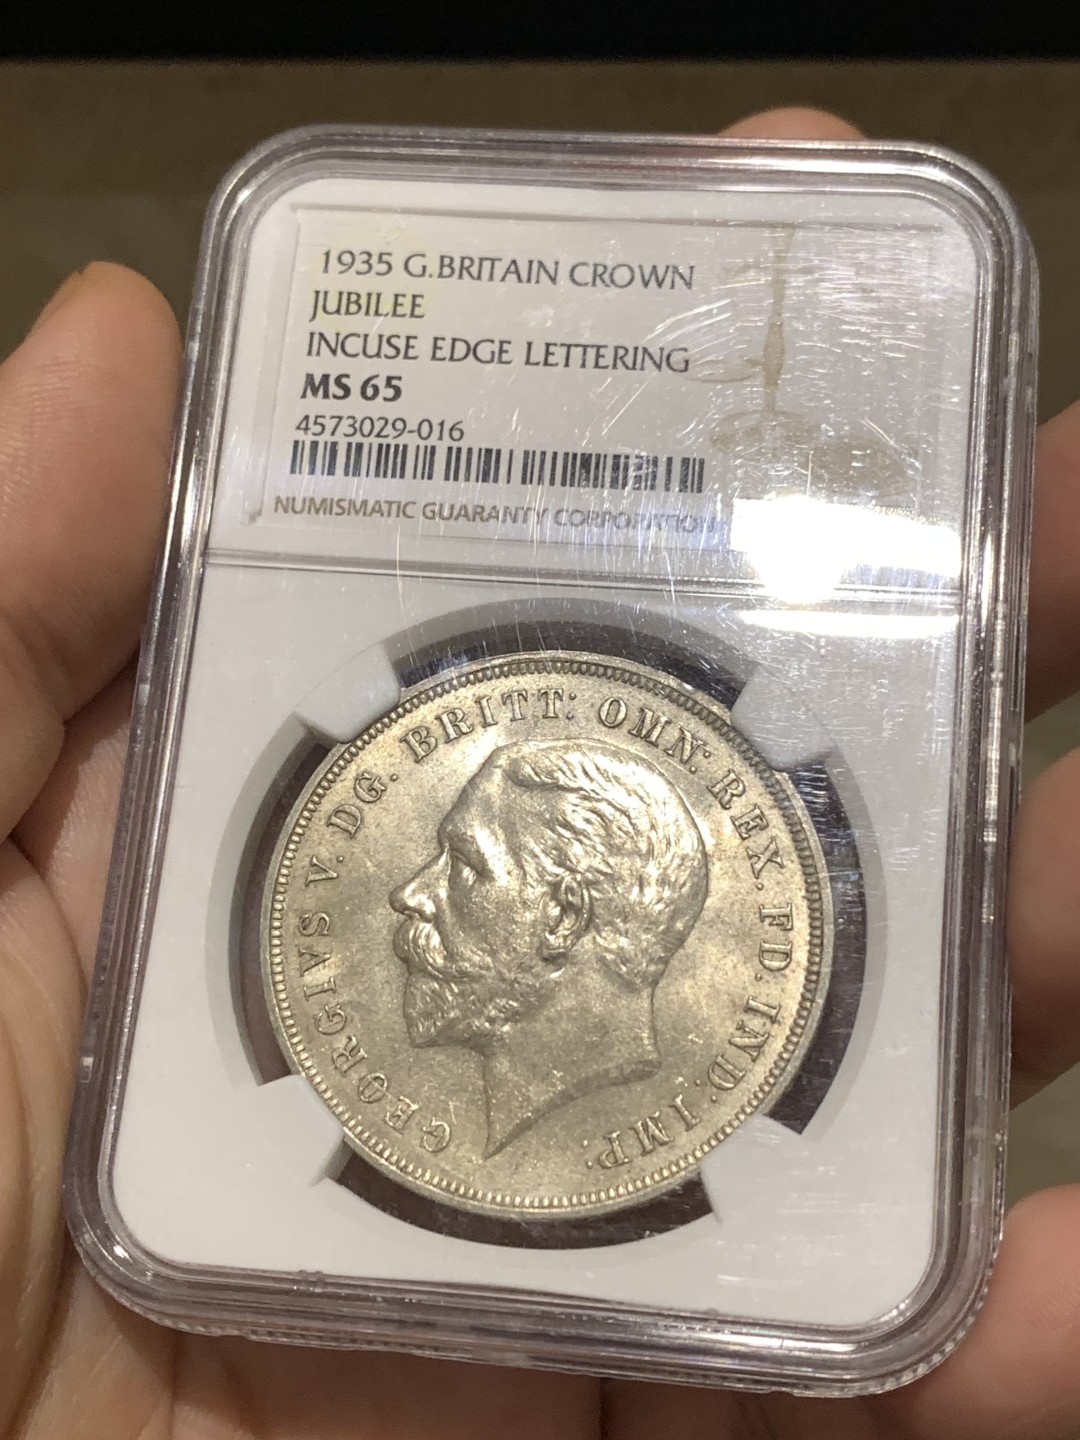 1935 G.BRITAIN CROWN
JUBILEE
INCUSE EDGE LETTERING
MS 65
4573029-016
NUMISMATIC GUARANTY CORPORATION
GEORGIVS V. DG. BRITT: OMN: REX. FD. IND: IMP.